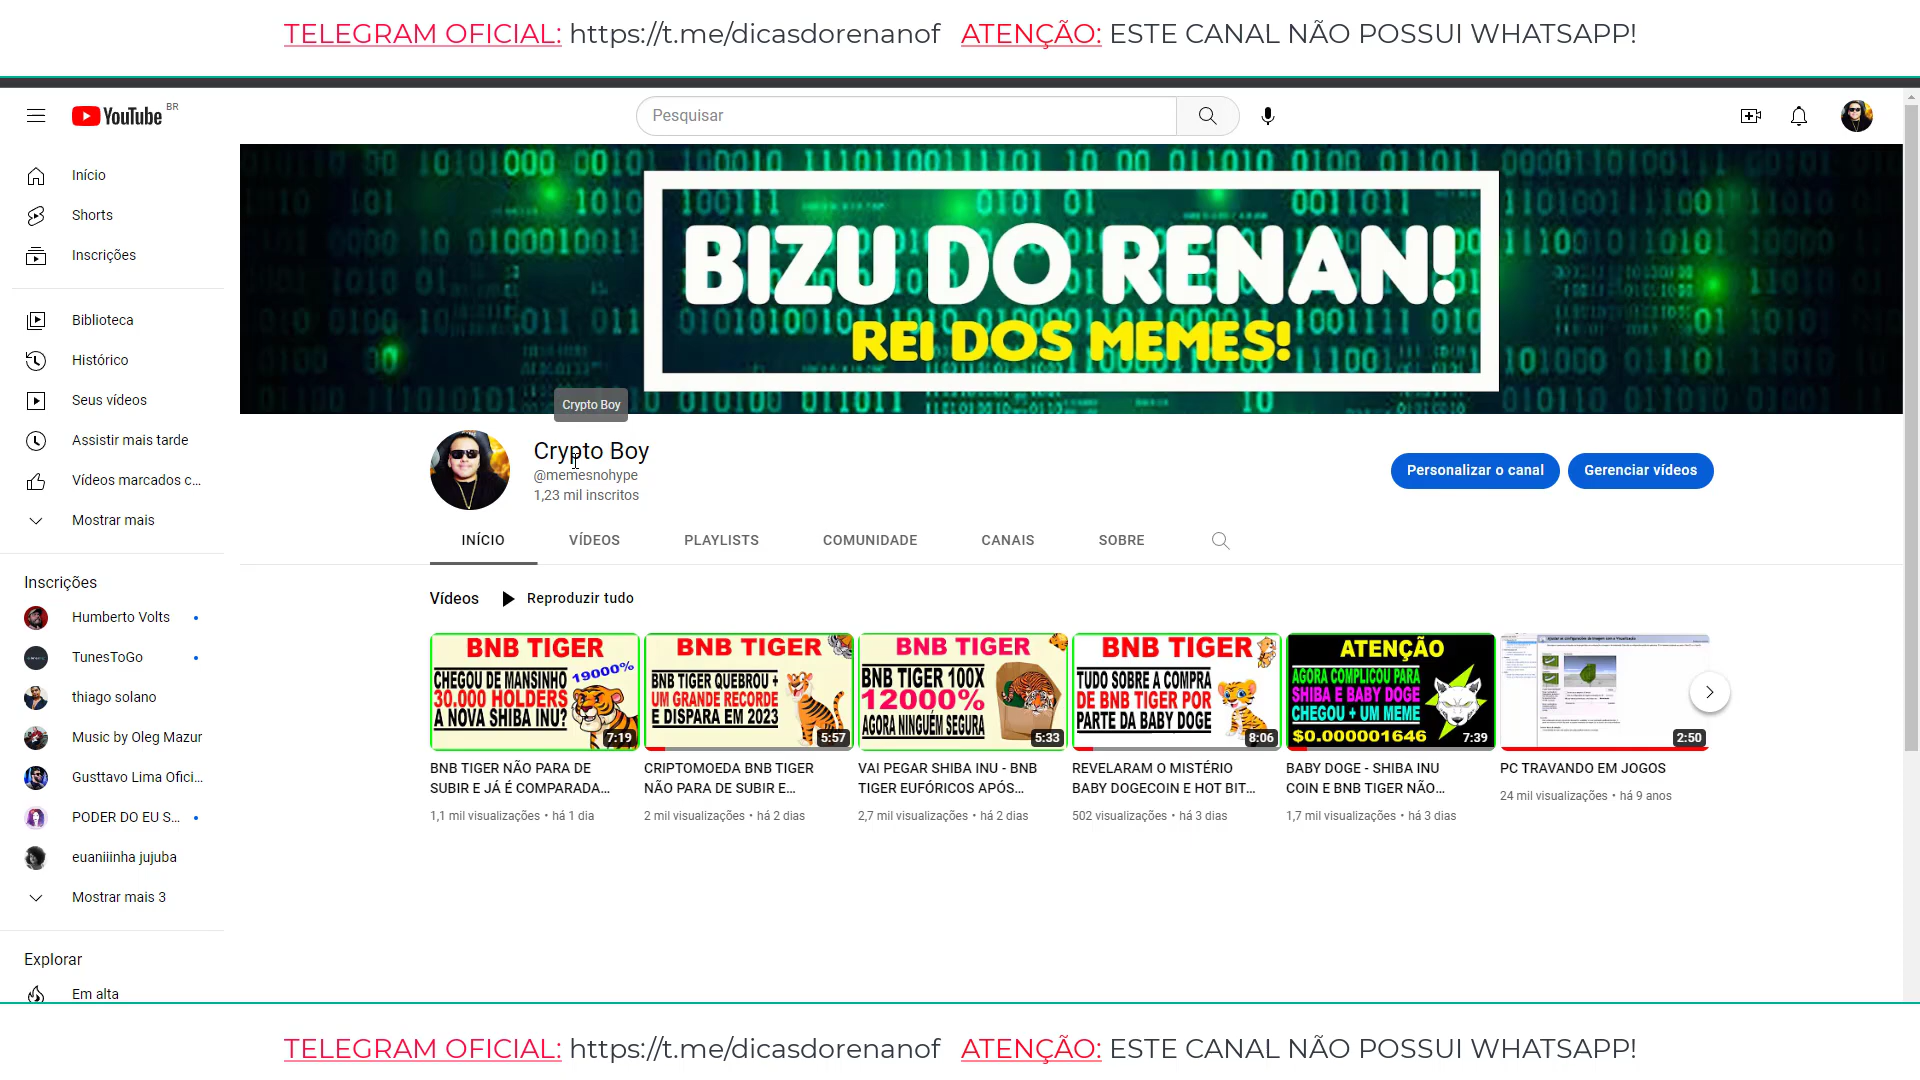 TELEGRAM OFICIAL: https://t.me/dicasdorenanof ATENÇÃO: ESTE CANAL NÃO POSSUI WHATSAPP!
YouTube BR
Pesquisar
Início
Shorts
Inscrições
Biblioteca
Histórico
Seus vídeos
Assistir mais tarde
Vídeos marcados c...
Mostrar mais
Inscrições
Humberto Volts
TunesToGo
thiago solano
Music by Oleg Mazur
Gusttavo Lima Ofici...
PODER DO EU S...
euaniiinha jujuba
Mostrar mais 3
Explorar
Em alta
BIZU DO RENAN!
REI DOS MEMES!
Crypto Boy
Crypto Boy
@memesnohype
1,23 mil inscritos
Personalizar o canal
Gerenciar vídeos
INÍCIO VÍDEOS PLAYLISTS COMUNIDADE CANAIS SOBRE
Vídeos Reproduzir tudo
BNB TIGER
CHEGOU DE MANSINHO
19000%
30.000 HOLDERS
A NOVA SHIBA INU?
7:19
BNB TIGER NÃO PARA DE
SUBIR E JÁ É COMPARADA...
1,1 mil visualizações • há 1 dia
BNB TIGER
BNB TIGER QUEBROU +
UM GRANDE RECORDE
E DISPARA EM 2023
5:57
CRIPTOMOEDA BNB TIGER
NÃO PARA DE SUBIR E...
2 mil visualizações • há 2 dias
BNB TIGER
BNB TIGER 100X
12000%
AGORA NINGUÉM SEGURA
5:33
VAI PEGAR SHIBA INU - BNB
TIGER EUFÓRICOS APÓS...
2,7 mil visualizações • há 2 dias
BNB TIGER
TUDO SOBRE A COMPRA
DE BNB TIGER POR
PARTE DA BABY DOGE
8:06
REVELARAM O MISTÉRIO
BABY DOGECOIN E HOT BIT...
502 visualizações • há 3 dias
ATENÇÃO
AGORA COMPLICOU PARA
SHIBA E BABY DOGE
CHEGOU + UM MEME
$0.000001646
7:39
BABY DOGE - SHIBA INU
COIN E BNB TIGER NÃO...
1,7 mil visualizações • há 3 dias
2:50
PC TRAVANDO EM JOGOS
24 mil visualizações • há 9 anos
TELEGRAM OFICIAL: https://t.me/dicasdorenanof ATENÇÃO: ESTE CANAL NÃO POSSUI WHATSAPP!